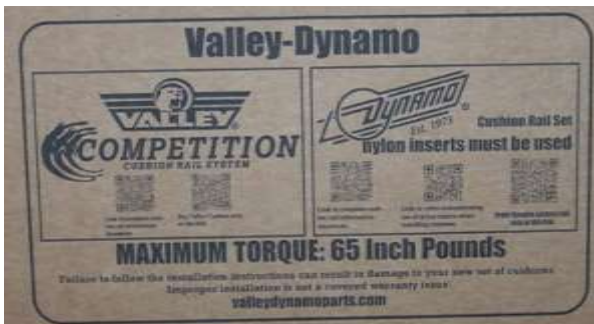 Valley-Dynamo
VALLEY®
COMPETITION
CUSHION RAIL SYSTEM
DYNAMO®
Est. 1973
Cushion Rail Set
nylon inserts must be used
MAXIMUM TORQUE: 65 Inch Pounds
Failure to follow the installation instructions can result in damage to your new set of cushions
Improper installation is not a covered warranty issue
valleydynamoparts.com